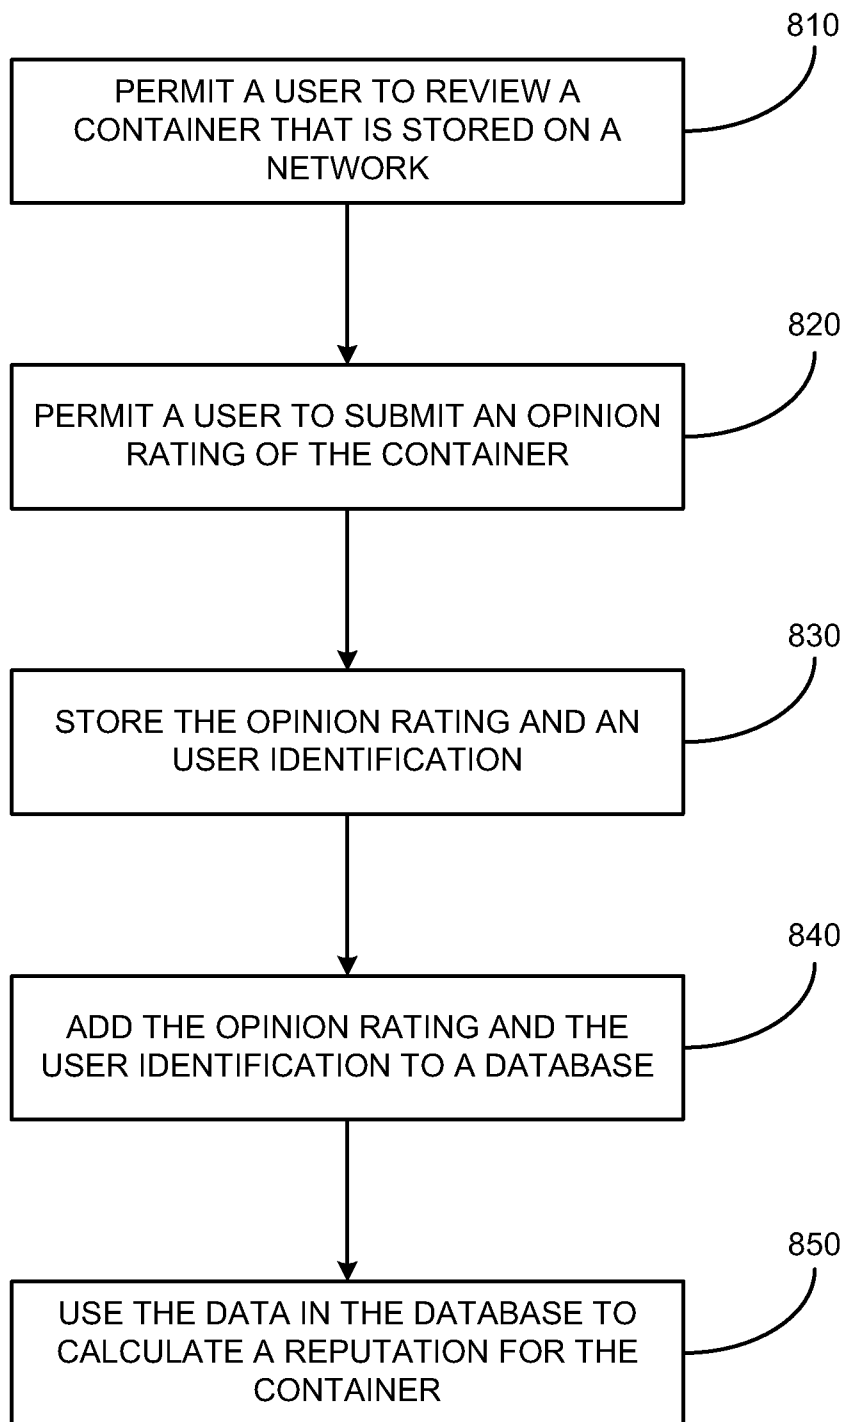 810
PERMIT A USER TO REVIEW A
CONTAINER THAT IS STORED ON A
NETWORK
820
PERMIT A USER TO SUBMIT AN OPINION
RATING OF THE CONTAINER
830
STORE THE OPINION RATING AND AN
USER IDENTIFICATION
840
ADD THE OPINION RATING AND THE
USER IDENTIFICATION TO A DATABASE
850
USE THE DATA IN THE DATABASE TO
CALCULATE A REPUTATION FOR THE
CONTAINER